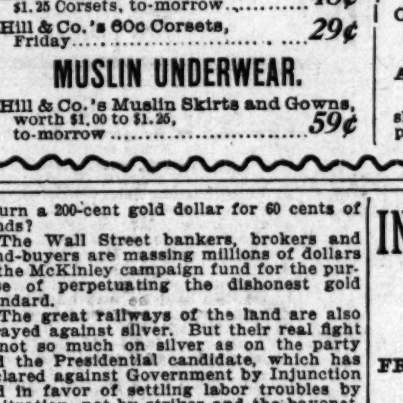 $1.25 Corsets, to-morrow
Hill & Co.'s 60c Corsets,
Friday 29¢
MUSLIN UNDERWEAR.
Hill & Co.'s Muslin Skirts and Gowns,
worth $1.00 to $1.25,
to-morrow 59¢
urn a 200-cent gold dollar for 60 cents of
nds?
The Wall Street bankers, brokers and
nd-buyers are massing millions of dollars
the McKinley campaign fund for the pur-
se of perpetuating the dishonest gold
ndard.
The great railways of the land are also
rayed against silver. But their real fight
not so much on silver as on the party
d the Presidential candidate, which has
clared against Government by Injunction
d in favor of settling labor troubles by
IN
FR